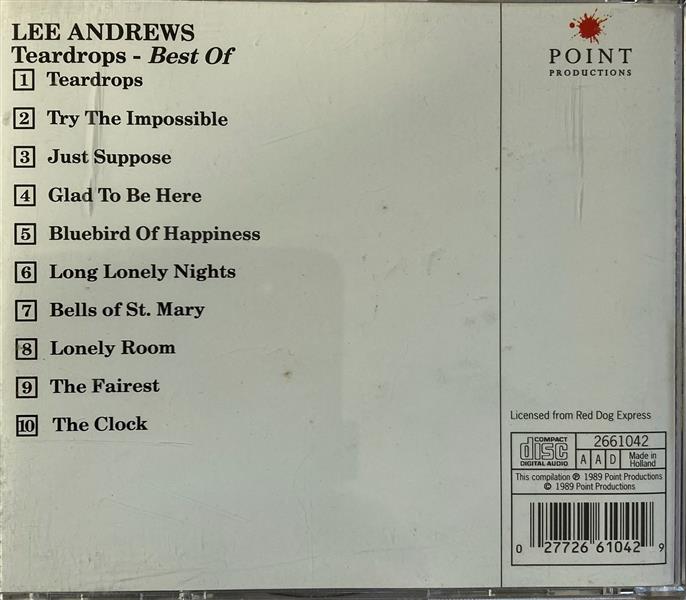 LEE ANDREWS
Teardrops - Best Of
1 Teardrops
2 Try The Impossible
3 Just Suppose
4 Glad To Be Here
5 Bluebird Of Happiness
6 Long Lonely Nights
7 Bells of St. Mary
8 Lonely Room
9 The Fairest
10 The Clock
POINT
PRODUCTIONS
Licensed from Red Dog Express
COMPACT
disc
DIGITAL AUDIO
2661042
A A D
Made in
Holland
This compilation ℗ 1989 Point Productions
© 1989 Point Productions
0 27726 61042 9